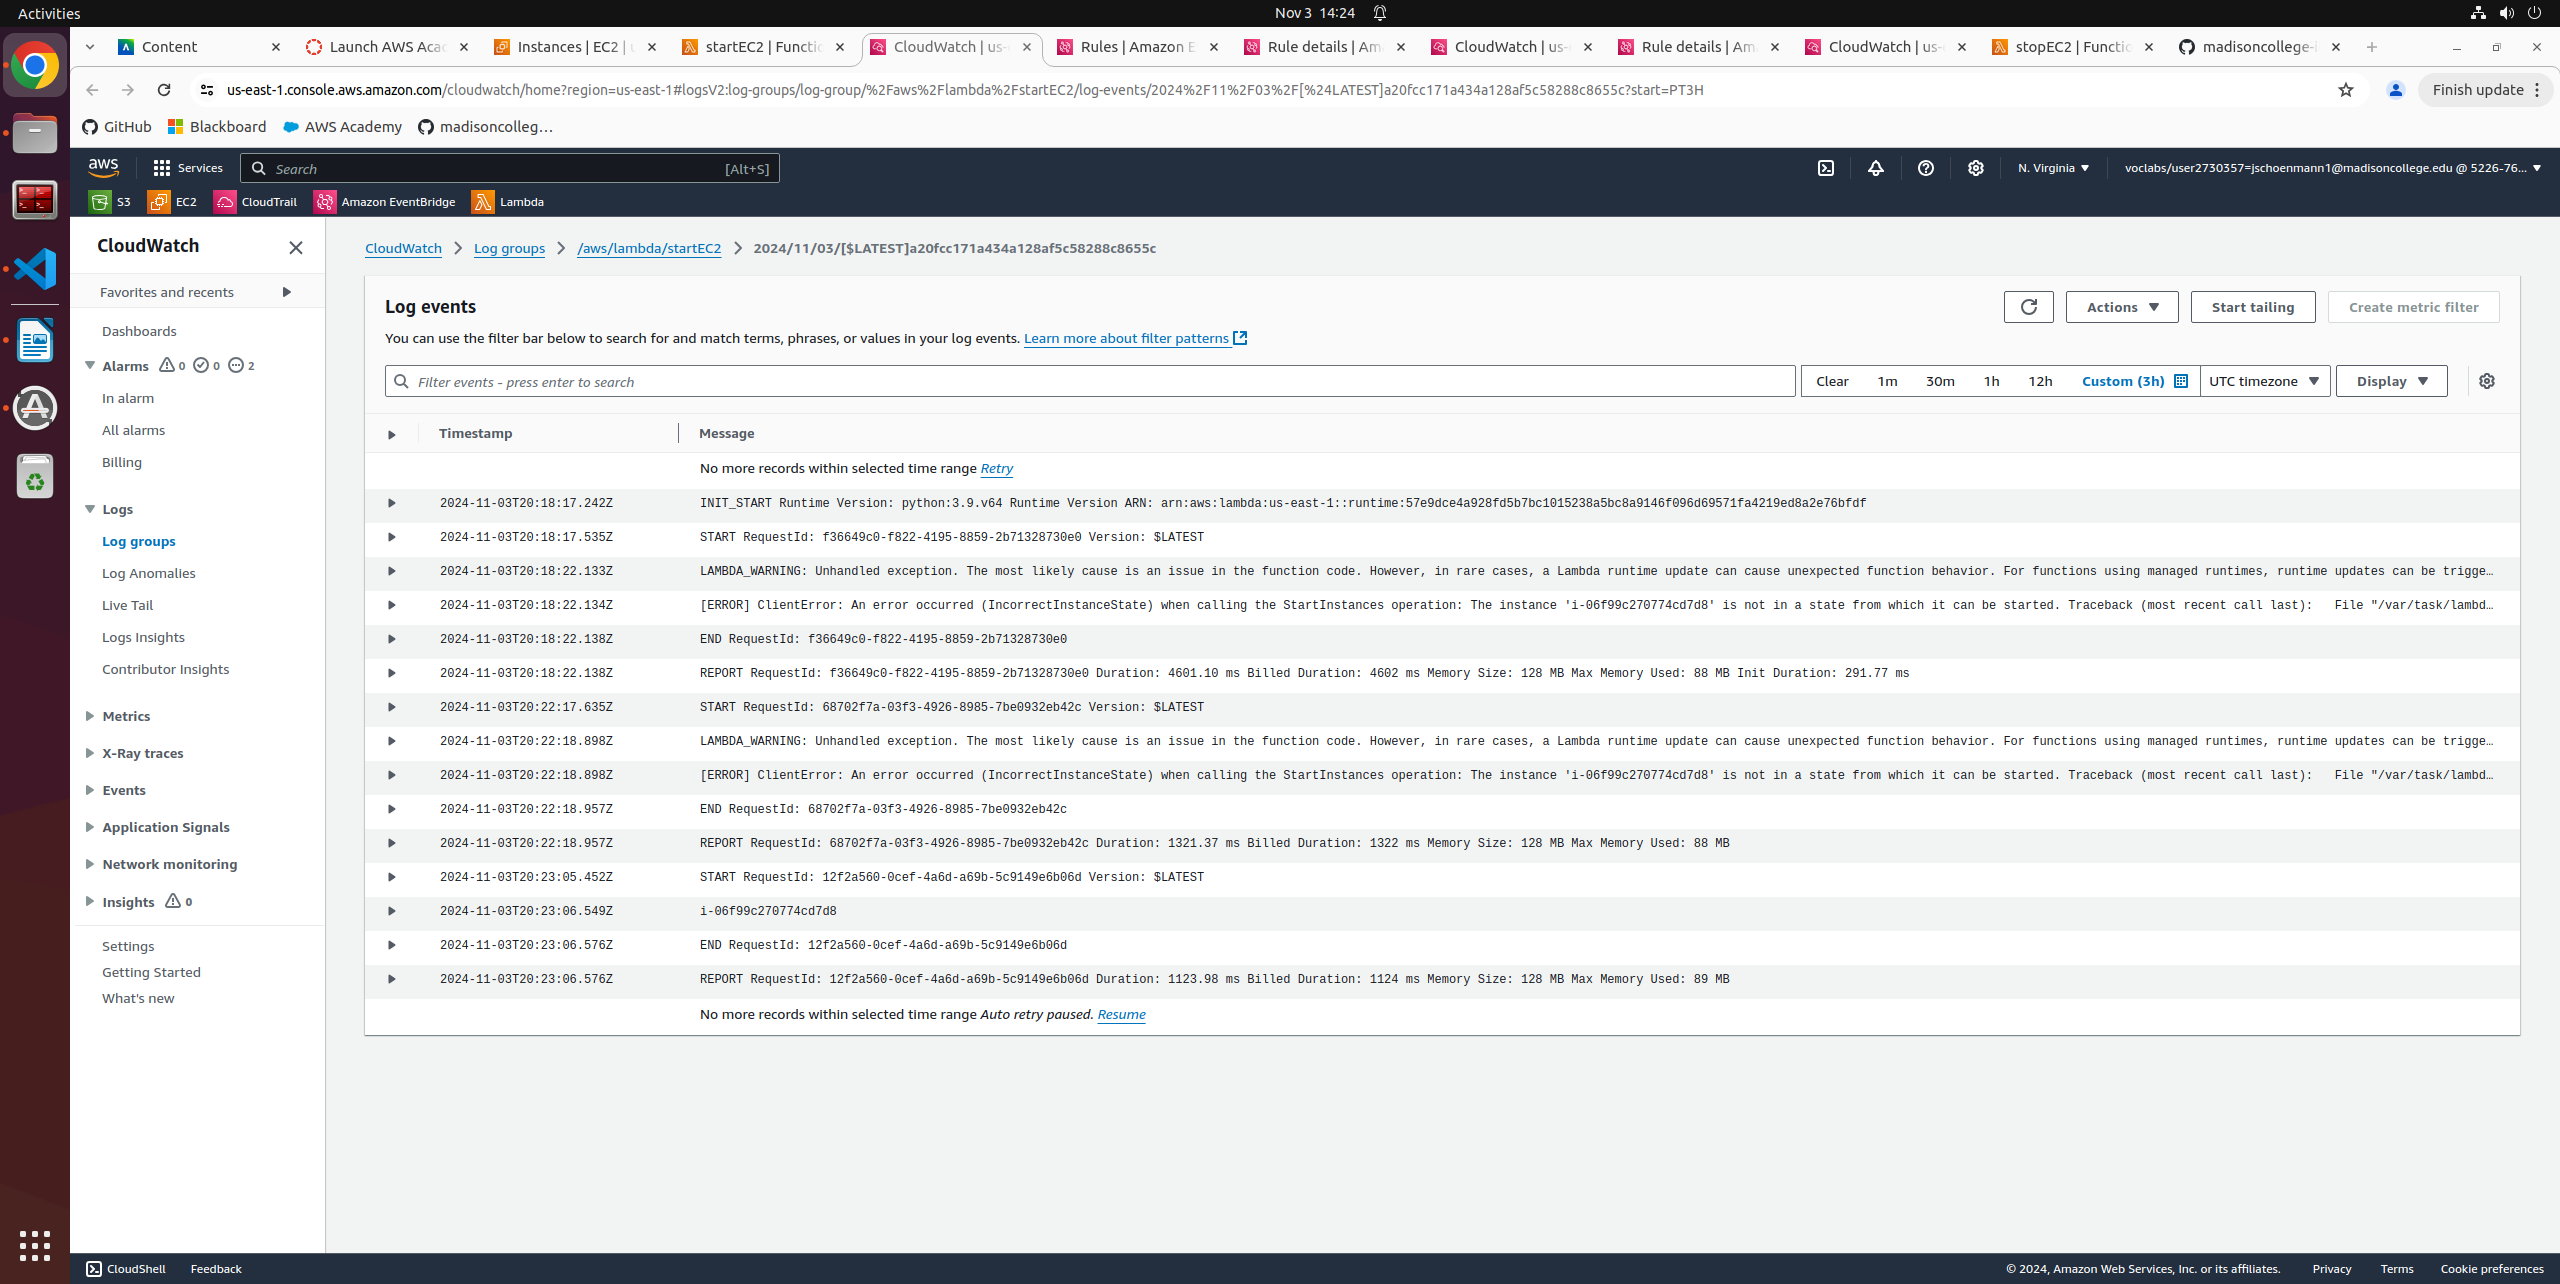 Activities
Nov 3 14:24
Content
Launch AWS Aca
Instances | EC2 | u
startEC2 | Functio
CloudWatch | us-e
Rules | Amazon E
Rule details | Am
CloudWatch | us-e
Rule details | Am
CloudWatch | us-e
stopEC2 | Functio
madisoncollege-i
us-east-1.console.aws.amazon.com/cloudwatch/home?region=us-east-1#logsV2:log-groups/log-group/%2Faws%2Flambda%2FstartEC2/log-events/2024%2F11%2F03%2F[%24LATEST]a20fcc171a434a128af5c58288c8655c?start=PT3H
Finish update
GitHub
Blackboard
AWS Academy
madisoncolleg…
aws
Services
Search
[Alt+S]
N. Virginia
voclabs/user2730357=jschoenmann1@madisoncollege.edu @ 5226-76...
S3
EC2
CloudTrail
Amazon EventBridge
Lambda
CloudWatch
Favorites and recents
Dashboards
Alarms 0 0 2
In alarm
All alarms
Billing
Logs
Log groups
Log Anomalies
Live Tail
Logs Insights
Contributor Insights
Metrics
X-Ray traces
Events
Application Signals
Network monitoring
Insights 0
Settings
Getting Started
What's new
CloudWatch
Log groups
/aws/lambda/startEC2
2024/11/03/[$LATEST]a20fcc171a434a128af5c58288c8655c
Log events
Actions
Start tailing
Create metric filter
You can use the filter bar below to search for and match terms, phrases, or values in your log events. Learn more about filter patterns
Filter events - press enter to search
Clear 1m 30m 1h 12h Custom (3h) UTC timezone Display
Timestamp Message
No more records within selected time range Retry
2024-11-03T20:18:17.242Z INIT_START Runtime Version: python:3.9.v64 Runtime Version ARN: arn:aws:lambda:us-east-1::runtime:57e9dce4a928fd5b7bc1015238a5bc8a9146f096d69571fa4219ed8a2e76bfdf
2024-11-03T20:18:17.535Z START RequestId: f36649c0-f822-4195-8859-2b71328730e0 Version: $LATEST
2024-11-03T20:18:22.133Z LAMBDA_WARNING: Unhandled exception. The most likely cause is an issue in the function code. However, in rare cases, a Lambda runtime update can cause unexpected function behavior. For functions using managed runtimes, runtime updates can be trigge…
2024-11-03T20:18:22.134Z [ERROR] ClientError: An error occurred (IncorrectInstanceState) when calling the StartInstances operation: The instance 'i-06f99c270774cd7d8' is not in a state from which it can be started. Traceback (most recent call last): File "/var/task/lambd…
2024-11-03T20:18:22.138Z END RequestId: f36649c0-f822-4195-8859-2b71328730e0
2024-11-03T20:18:22.138Z REPORT RequestId: f36649c0-f822-4195-8859-2b71328730e0 Duration: 4601.10 ms Billed Duration: 4602 ms Memory Size: 128 MB Max Memory Used: 88 MB Init Duration: 291.77 ms
2024-11-03T20:22:17.635Z START RequestId: 68702f7a-03f3-4926-8985-7be0932eb42c Version: $LATEST
2024-11-03T20:22:18.898Z LAMBDA_WARNING: Unhandled exception. The most likely cause is an issue in the function code. However, in rare cases, a Lambda runtime update can cause unexpected function behavior. For functions using managed runtimes, runtime updates can be trigge…
2024-11-03T20:22:18.898Z [ERROR] ClientError: An error occurred (IncorrectInstanceState) when calling the StartInstances operation: The instance 'i-06f99c270774cd7d8' is not in a state from which it can be started. Traceback (most recent call last): File "/var/task/lambd…
2024-11-03T20:22:18.957Z END RequestId: 68702f7a-03f3-4926-8985-7be0932eb42c
2024-11-03T20:22:18.957Z REPORT RequestId: 68702f7a-03f3-4926-8985-7be0932eb42c Duration: 1321.37 ms Billed Duration: 1322 ms Memory Size: 128 MB Max Memory Used: 88 MB
2024-11-03T20:23:05.452Z START RequestId: 12f2a560-0cef-4a6d-a69b-5c9149e6b06d Version: $LATEST
2024-11-03T20:23:06.549Z i-06f99c270774cd7d8
2024-11-03T20:23:06.576Z END RequestId: 12f2a560-0cef-4a6d-a69b-5c9149e6b06d
2024-11-03T20:23:06.576Z REPORT RequestId: 12f2a560-0cef-4a6d-a69b-5c9149e6b06d Duration: 1123.98 ms Billed Duration: 1124 ms Memory Size: 128 MB Max Memory Used: 89 MB
No more records within selected time range Auto retry paused. Resume
CloudShell
Feedback
© 2024, Amazon Web Services, Inc. or its affiliates.
Privacy
Terms
Cookie preferences